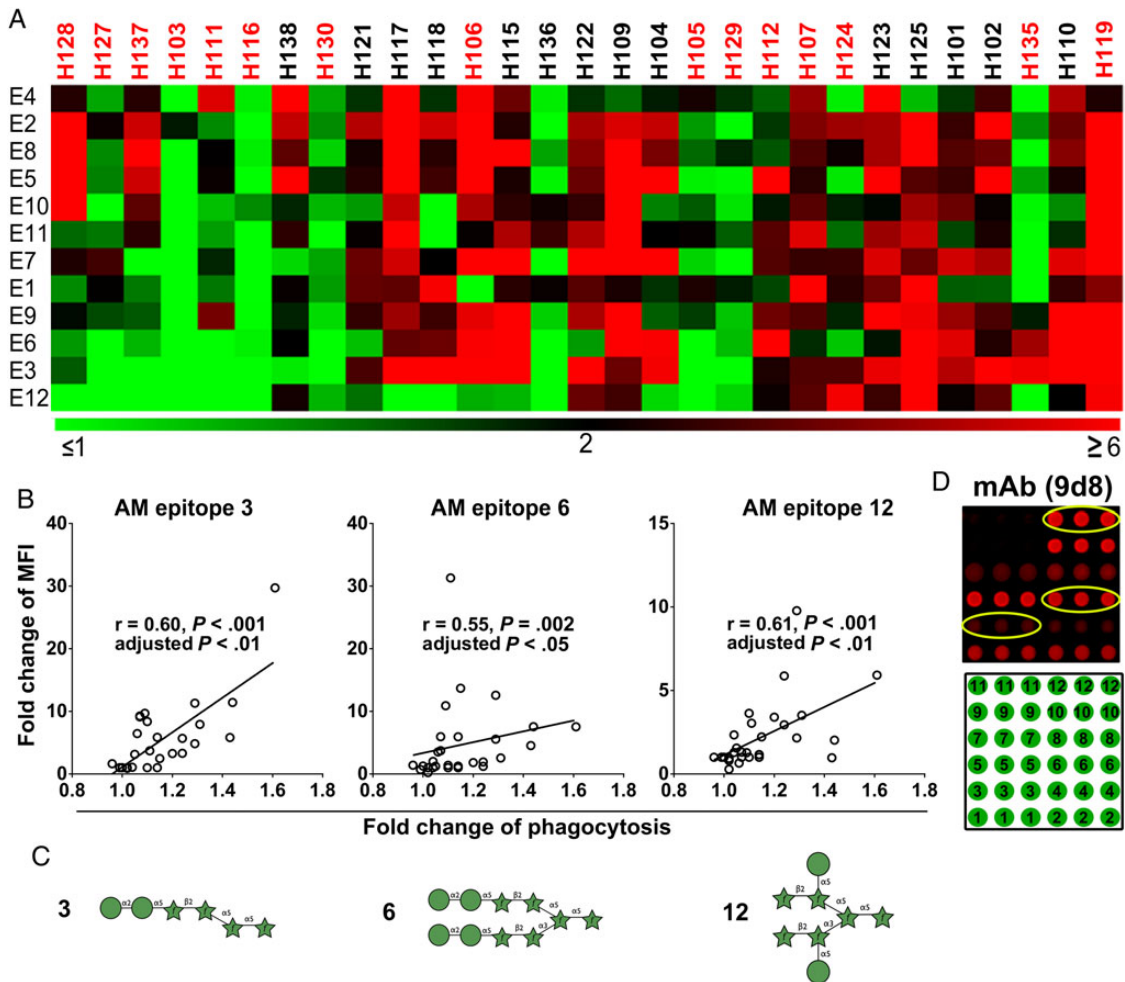 A
H128 H127 H137 H103 H111 H116 H138 H130 H121 H117 H118 H106 H115 H136 H122 H109 H104 H105 H129 H112 H107 H124 H123 H125 H101 H102 H135 H110 H119
E4
E2
E8
E5
E10
E11
E7
E1
E9
E6
E3
E12
≤1 2 ≥6
B
AM epitope 3 AM epitope 6 AM epitope 12
Fold change of MFI
40 40 15
30 30
20 20 10
10 10 5
0 0 0
r = 0.60, P < .001
adjusted P < .01
r = 0.55, P = .002
adjusted P < .05
r = 0.61, P < .001
adjusted P < .01
0.8 1.0 1.2 1.4 1.6 1.8 0.8 1.0 1.2 1.4 1.6 1.8 0.8 1.0 1.2 1.4 1.6 1.8
Fold change of phagocytosis
D
mAb (9d8)
11 11 11 12 12 12
9 9 9 10 10 10
7 7 7 8 8 8
5 5 5 6 6 6
3 3 3 4 4 4
1 1 1 2 2 2
C
3
α2 α5 β2 α5 α5
f f f f
6
α2 α5 β2 α5
f f
α5
f f
α2 α5 β2 α3
f f
12
α5
β2 α5
f f
α5
f f
β2 α3
f f
α5